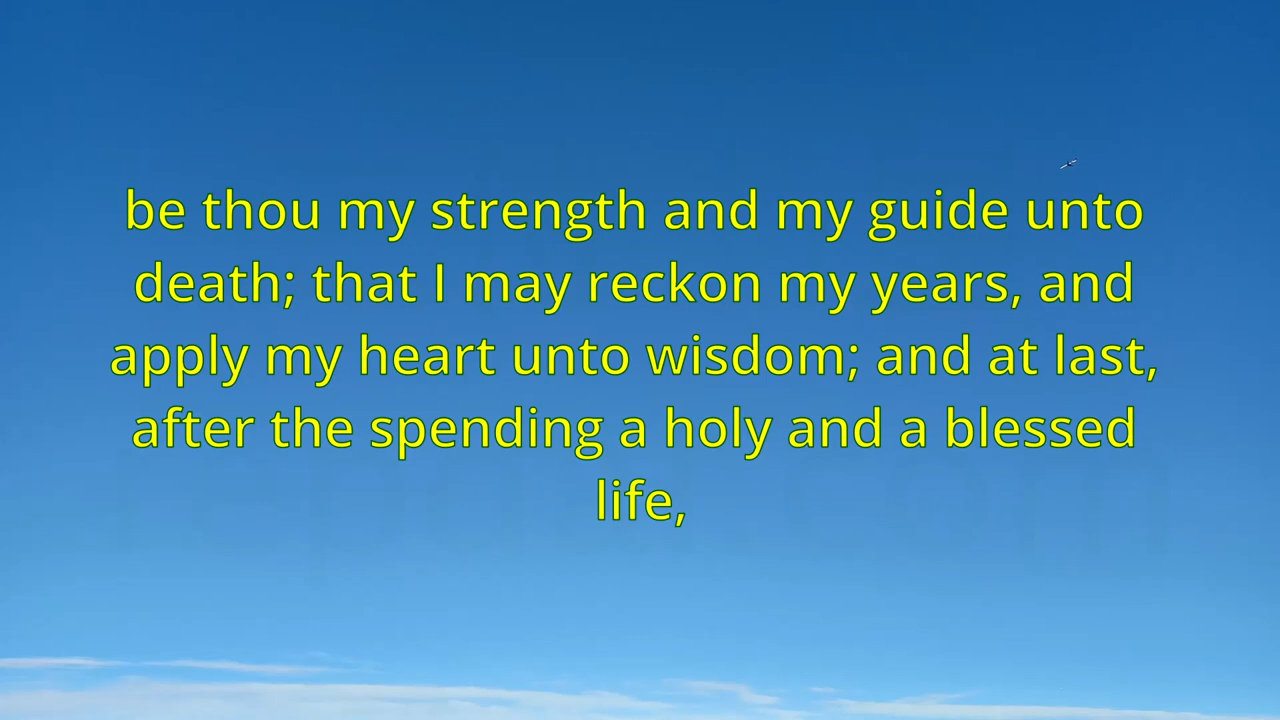 be thou my strength and my guide unto
death; that I may reckon my years, and
apply my heart unto wisdom; and at last,
after the spending a holy and a blessed
life,